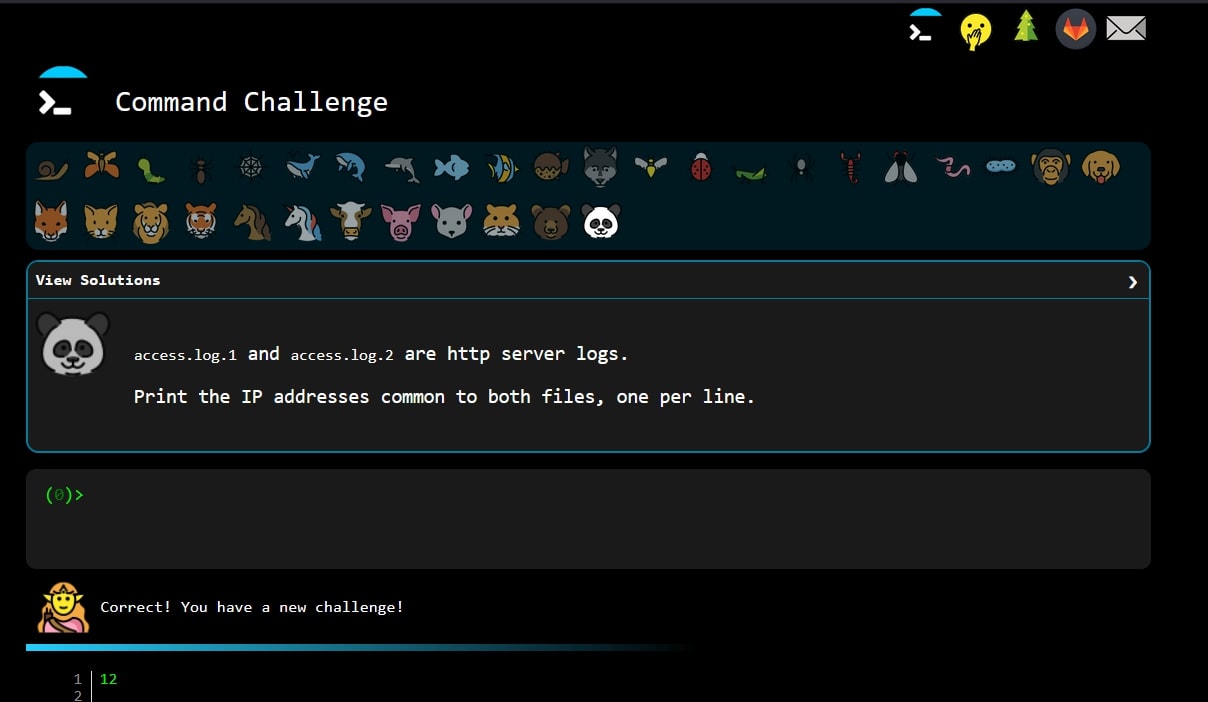 Command Challenge
View Solutions ❯
access.log.1 and access.log.2 are http server logs.
Print the IP addresses common to both files, one per line.
(0)>
Correct! You have a new challenge!
1 12
2